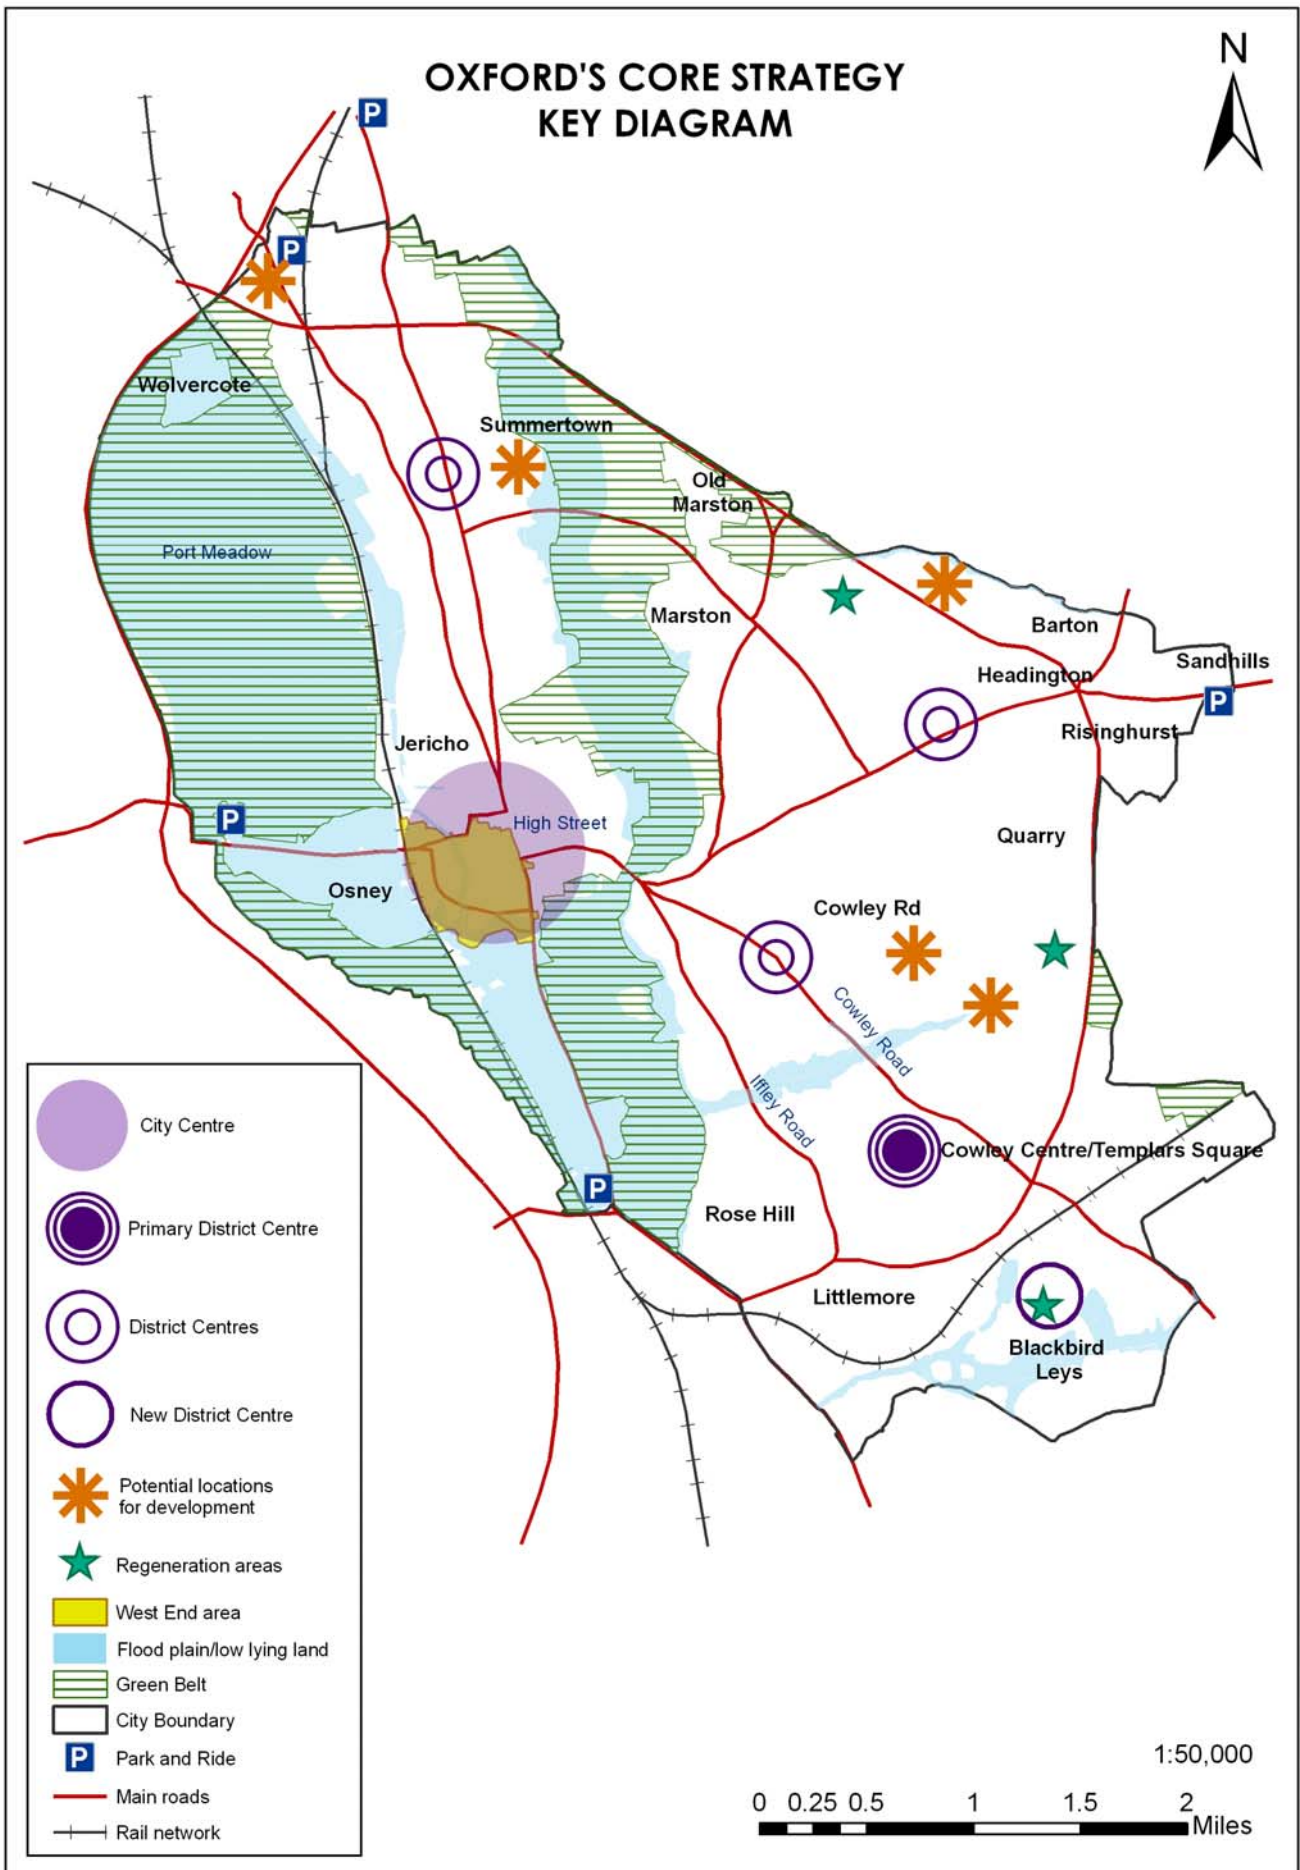 OXFORD'S CORE STRATEGY
KEY DIAGRAM
N
P
P
Wolvercote
Summertown
Old
Marston
Port Meadow
Marston
Barton
Sandhills
Headington
P
Risinghurst
Jericho
P
High Street
Quarry
Osney
Cowley Rd
Cowley Road
Iffley Road
Cowley Centre/Templars Square
P
Rose Hill
Littlemore
Blackbird
Leys
City Centre
Primary District Centre
District Centres
New District Centre
Potential locations
for development
Regeneration areas
West End area
Flood plain/low lying land
Green Belt
City Boundary
P Park and Ride
Main roads
Rail network
1:50,000
0 0.25 0.5 1 1.5 2
Miles